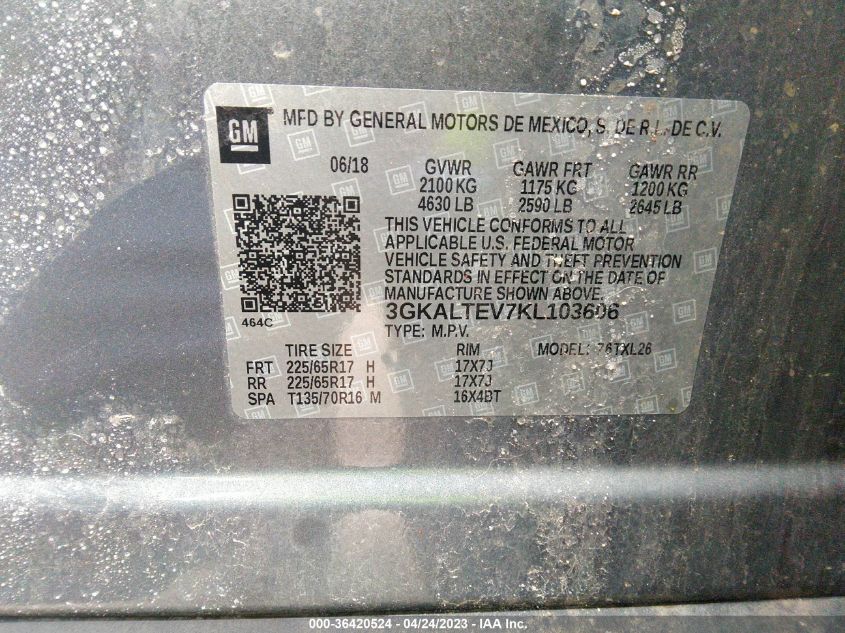 GM MFD BY GENERAL MOTORS DE MEXICO, S. DE R.L. DE C.V.
06/18 GVWR GAWR FRT GAWR RR
2100 KG 1175 KG 1200 KG
4630 LB 2590 LB 2645 LB
THIS VEHICLE CONFORMS TO ALL
APPLICABLE U.S. FEDERAL MOTOR
VEHICLE SAFETY AND THEFT PREVENTION
STANDARDS IN EFFECT ON THE DATE OF
MANUFACTURE SHOWN ABOVE.
464C 3GKALTEV7KL103606
TYPE: M.P.V. MODEL: 76TXL26
TIRE SIZE RIM
FRT 225/65R17 H 17X7J
RR 225/65R17 H 17X7J
SPA T135/70R16 M 16X4BT
000-36420524 - 04/24/2023 - IAA Inc.